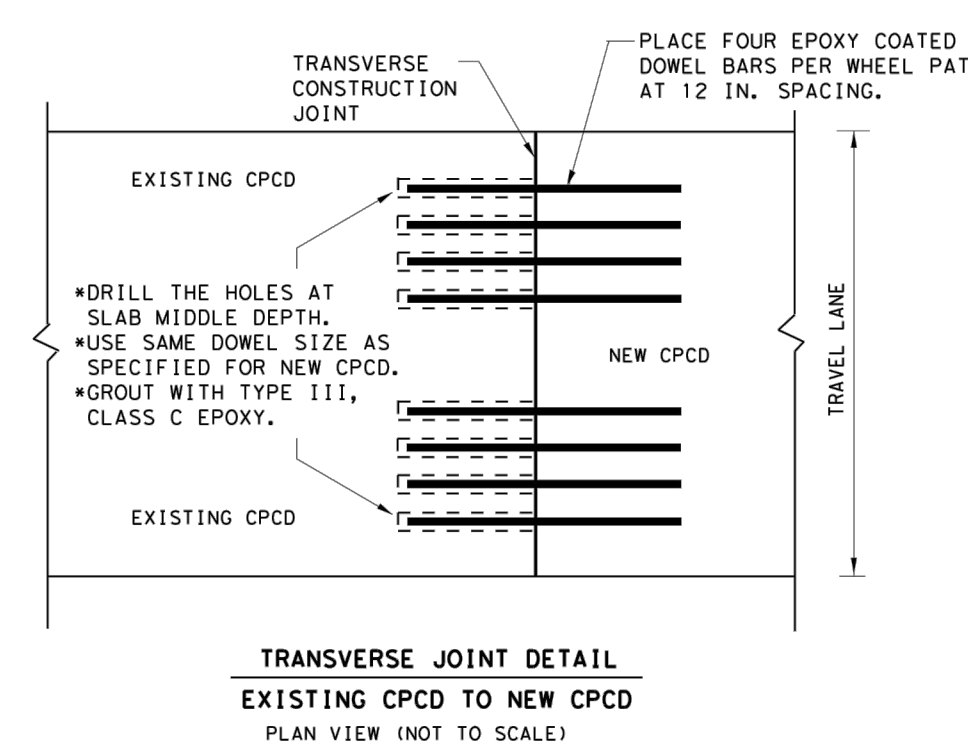 TRANSVERSE
CONSTRUCTION
JOINT
PLACE FOUR EPOXY COATED
DOWEL BARS PER WHEEL PAT
AT 12 IN. SPACING.
EXISTING CPCD
*DRILL THE HOLES AT
SLAB MIDDLE DEPTH.
*USE SAME DOWEL SIZE AS
SPECIFIED FOR NEW CPCD.
*GROUT WITH TYPE III,
CLASS C EPOXY.
NEW CPCD
TRAVEL LANE
EXISTING CPCD
TRANSVERSE JOINT DETAIL
EXISTING CPCD TO NEW CPCD
PLAN VIEW (NOT TO SCALE)